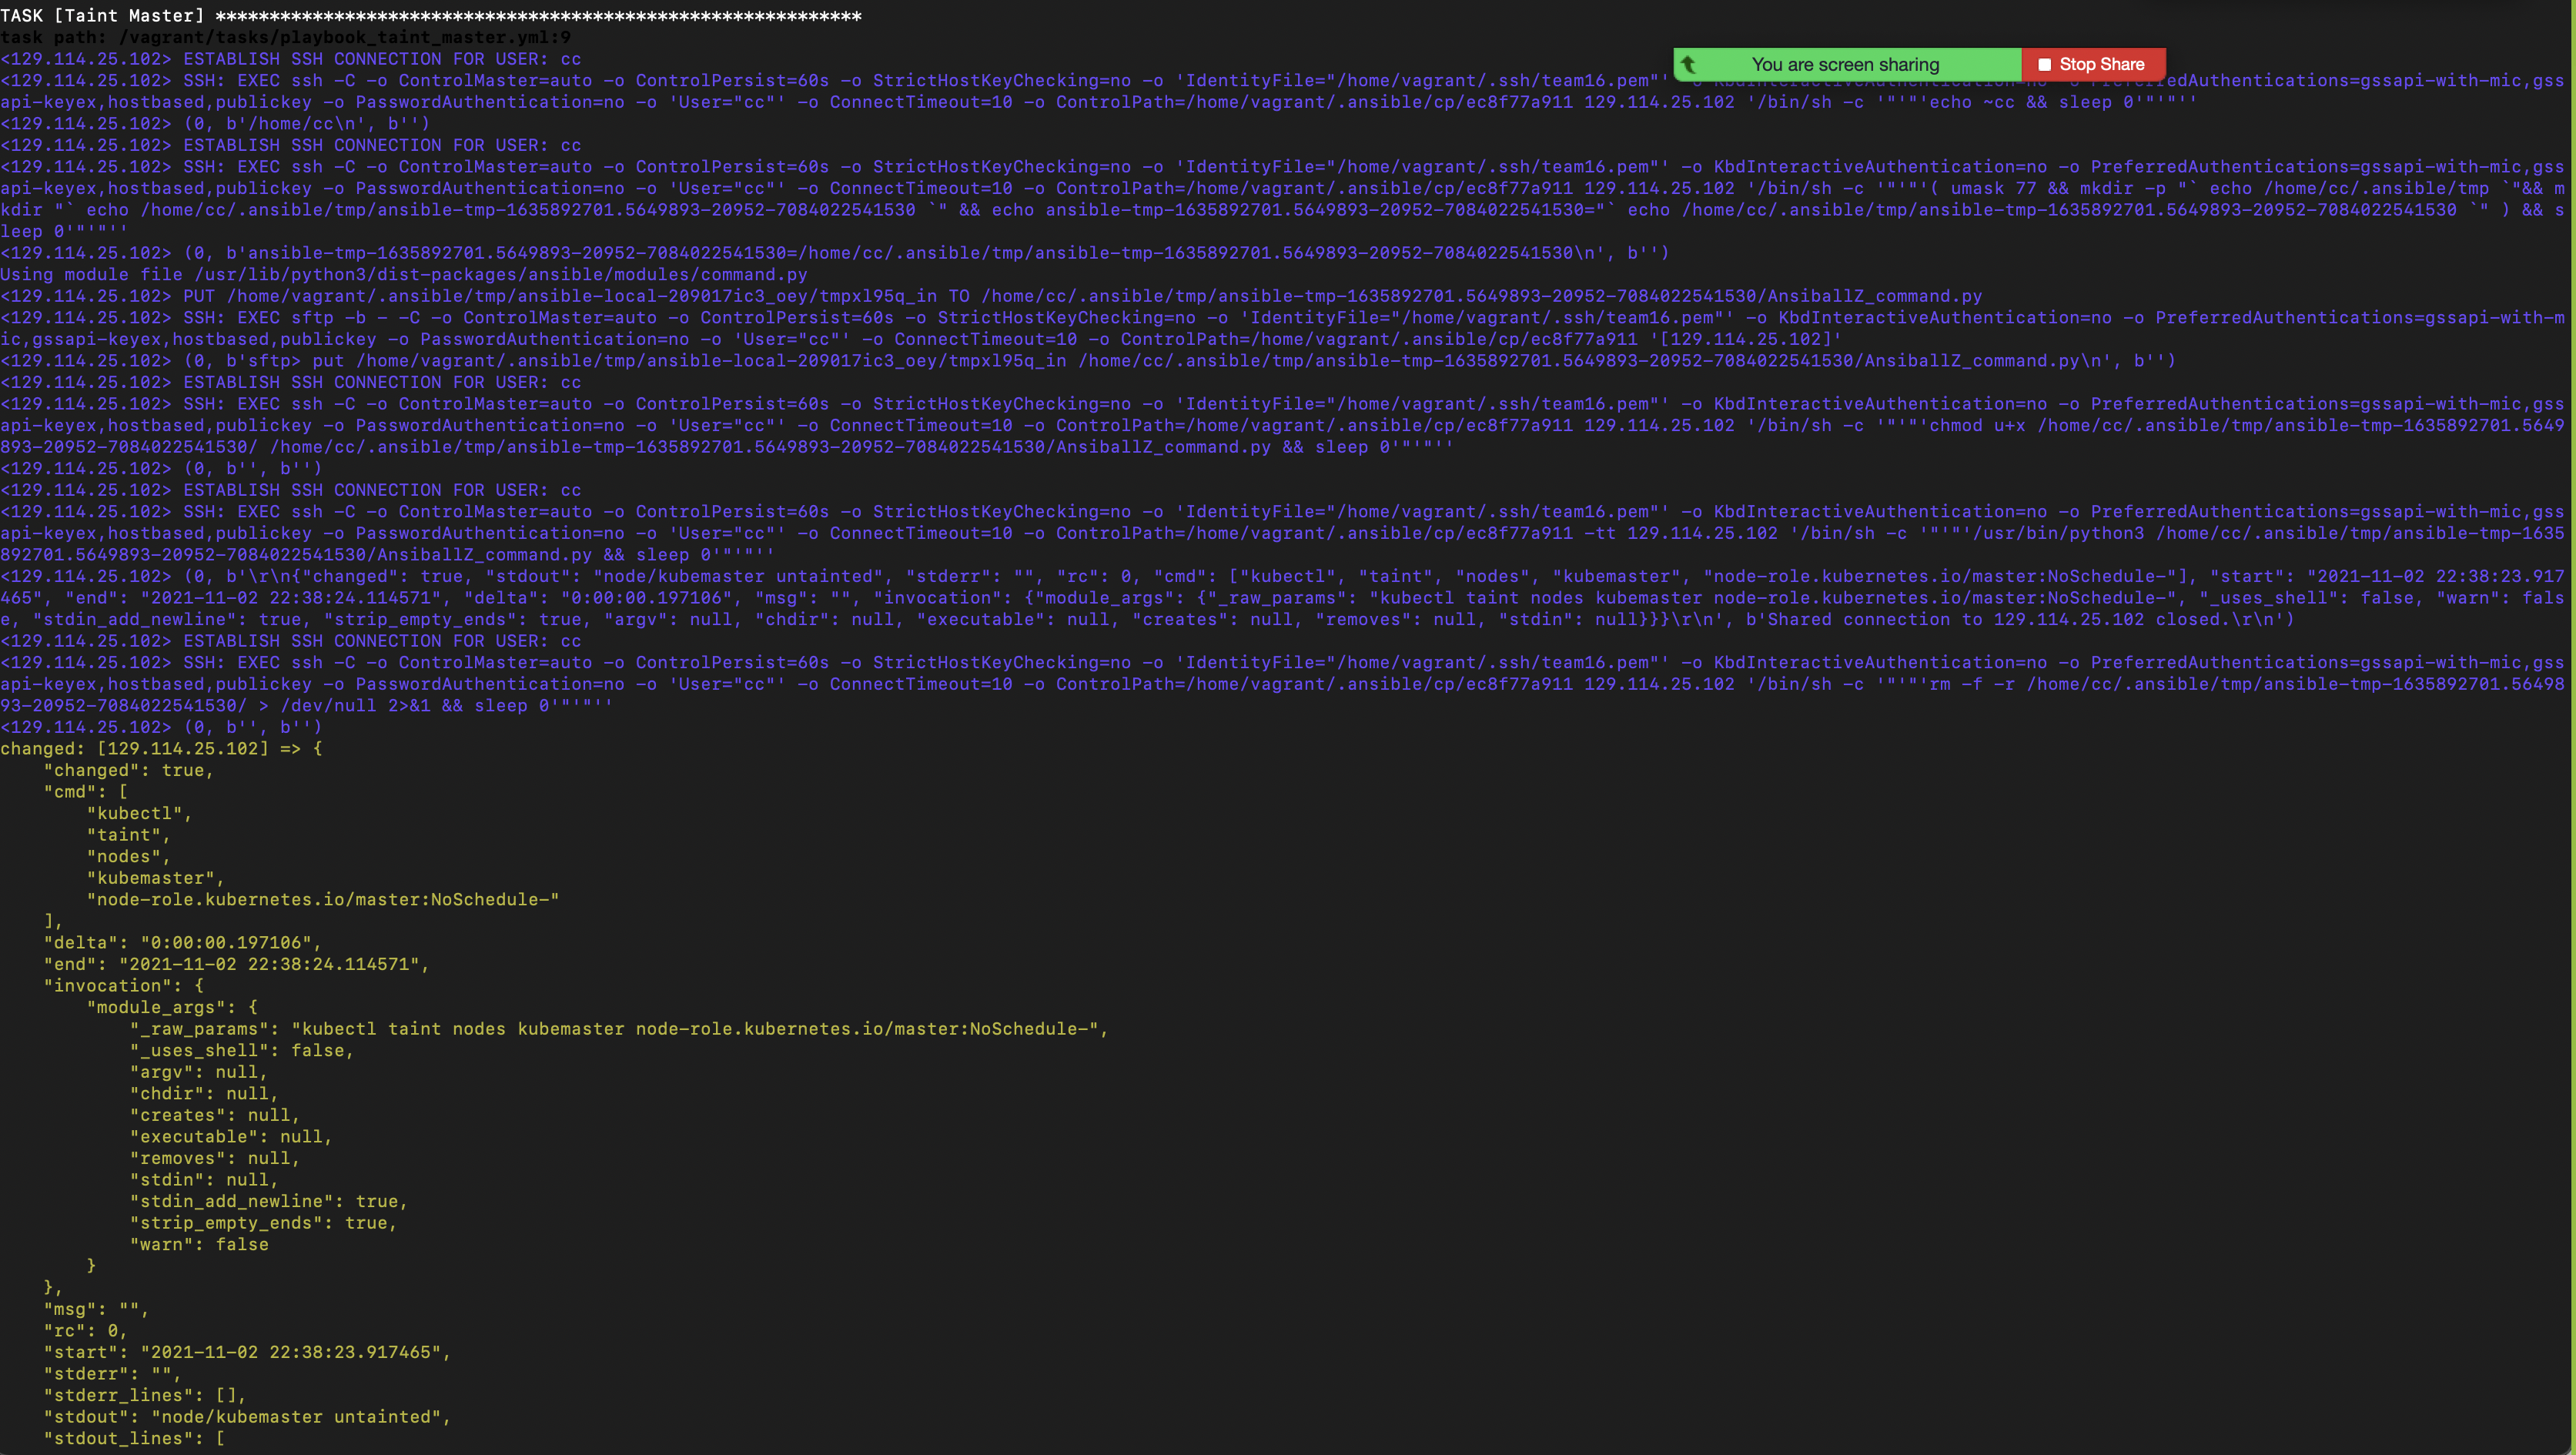 TASK [Taint Master] ************************************************************
task path: /vagrant/tasks/playbook_taint_master.yml:9
<129.114.25.102> ESTABLISH SSH CONNECTION FOR USER: cc
You are screen sharing
Stop Share
<129.114.25.102> SSH: EXEC ssh -C -o ControlMaster=auto -o ControlPersist=60s -o StrictHostKeyChecking=no -o 'IdentityFile="/home/vagrant/.ssh/team16.pem"' -o KbdInteractiveAuthentication=no -o PreferredAuthentications=gssapi-with-mic,gss
api-keyex,hostbased,publickey -o PasswordAuthentication=no -o 'User="cc"' -o ConnectTimeout=10 -o ControlPath=/home/vagrant/.ansible/cp/ec8f77a911 129.114.25.102 '/bin/sh -c '"'"'echo ~cc && sleep 0'"'"''
<129.114.25.102> (0, b'/home/cc\n', b'')
<129.114.25.102> ESTABLISH SSH CONNECTION FOR USER: cc
<129.114.25.102> SSH: EXEC ssh -C -o ControlMaster=auto -o ControlPersist=60s -o StrictHostKeyChecking=no -o 'IdentityFile="/home/vagrant/.ssh/team16.pem"' -o KbdInteractiveAuthentication=no -o PreferredAuthentications=gssapi-with-mic,gss
api-keyex,hostbased,publickey -o PasswordAuthentication=no -o 'User="cc"' -o ConnectTimeout=10 -o ControlPath=/home/vagrant/.ansible/cp/ec8f77a911 129.114.25.102 '/bin/sh -c '"'"'( umask 77 && mkdir -p "` echo /home/cc/.ansible/tmp `"&& m
kdir "` echo /home/cc/.ansible/tmp/ansible-tmp-1635892701.5649893-20952-7084022541530 `" && echo ansible-tmp-1635892701.5649893-20952-7084022541530="` echo /home/cc/.ansible/tmp/ansible-tmp-1635892701.5649893-20952-7084022541530 `" ) && s
leep 0'"'"''
<129.114.25.102> (0, b'ansible-tmp-1635892701.5649893-20952-7084022541530=/home/cc/.ansible/tmp/ansible-tmp-1635892701.5649893-20952-7084022541530\n', b'')
Using module file /usr/lib/python3/dist-packages/ansible/modules/command.py
<129.114.25.102> PUT /home/vagrant/.ansible/tmp/ansible-local-209017ic3_oey/tmpxl95q_in TO /home/cc/.ansible/tmp/ansible-tmp-1635892701.5649893-20952-7084022541530/AnsiballZ_command.py
<129.114.25.102> SSH: EXEC sftp -b - -C -o ControlMaster=auto -o ControlPersist=60s -o StrictHostKeyChecking=no -o 'IdentityFile="/home/vagrant/.ssh/team16.pem"' -o KbdInteractiveAuthentication=no -o PreferredAuthentications=gssapi-with-m
ic,gssapi-keyex,hostbased,publickey -o PasswordAuthentication=no -o 'User="cc"' -o ConnectTimeout=10 -o ControlPath=/home/vagrant/.ansible/cp/ec8f77a911 '[129.114.25.102]'
<129.114.25.102> (0, b'sftp> put /home/vagrant/.ansible/tmp/ansible-local-209017ic3_oey/tmpxl95q_in /home/cc/.ansible/tmp/ansible-tmp-1635892701.5649893-20952-7084022541530/AnsiballZ_command.py\n', b'')
<129.114.25.102> ESTABLISH SSH CONNECTION FOR USER: cc
<129.114.25.102> SSH: EXEC ssh -C -o ControlMaster=auto -o ControlPersist=60s -o StrictHostKeyChecking=no -o 'IdentityFile="/home/vagrant/.ssh/team16.pem"' -o KbdInteractiveAuthentication=no -o PreferredAuthentications=gssapi-with-mic,gss
api-keyex,hostbased,publickey -o PasswordAuthentication=no -o 'User="cc"' -o ConnectTimeout=10 -o ControlPath=/home/vagrant/.ansible/cp/ec8f77a911 129.114.25.102 '/bin/sh -c '"'"'chmod u+x /home/cc/.ansible/tmp/ansible-tmp-1635892701.5649
893-20952-7084022541530/ /home/cc/.ansible/tmp/ansible-tmp-1635892701.5649893-20952-7084022541530/AnsiballZ_command.py && sleep 0'"'"''
<129.114.25.102> (0, b'', b'')
<129.114.25.102> ESTABLISH SSH CONNECTION FOR USER: cc
<129.114.25.102> SSH: EXEC ssh -C -o ControlMaster=auto -o ControlPersist=60s -o StrictHostKeyChecking=no -o 'IdentityFile="/home/vagrant/.ssh/team16.pem"' -o KbdInteractiveAuthentication=no -o PreferredAuthentications=gssapi-with-mic,gss
api-keyex,hostbased,publickey -o PasswordAuthentication=no -o 'User="cc"' -o ConnectTimeout=10 -o ControlPath=/home/vagrant/.ansible/cp/ec8f77a911 -tt 129.114.25.102 '/bin/sh -c '"'"'/usr/bin/python3 /home/cc/.ansible/tmp/ansible-tmp-1635
892701.5649893-20952-7084022541530/AnsiballZ_command.py && sleep 0'"'"''
<129.114.25.102> (0, b'\r\n{"changed": true, "stdout": "node/kubemaster untainted", "stderr": "", "rc": 0, "cmd": ["kubectl", "taint", "nodes", "kubemaster", "node-role.kubernetes.io/master:NoSchedule-"], "start": "2021-11-02 22:38:23.917
465", "end": "2021-11-02 22:38:24.114571", "delta": "0:00:00.197106", "msg": "", "invocation": {"module_args": {"_raw_params": "kubectl taint nodes kubemaster node-role.kubernetes.io/master:NoSchedule-", "_uses_shell": false, "warn": fals
e, "stdin_add_newline": true, "strip_empty_ends": true, "argv": null, "chdir": null, "executable": null, "creates": null, "removes": null, "stdin": null}}}\r\n', b'Shared connection to 129.114.25.102 closed.\r\n')
<129.114.25.102> ESTABLISH SSH CONNECTION FOR USER: cc
<129.114.25.102> SSH: EXEC ssh -C -o ControlMaster=auto -o ControlPersist=60s -o StrictHostKeyChecking=no -o 'IdentityFile="/home/vagrant/.ssh/team16.pem"' -o KbdInteractiveAuthentication=no -o PreferredAuthentications=gssapi-with-mic,gss
api-keyex,hostbased,publickey -o PasswordAuthentication=no -o 'User="cc"' -o ConnectTimeout=10 -o ControlPath=/home/vagrant/.ansible/cp/ec8f77a911 129.114.25.102 '/bin/sh -c '"'"'rm -f -r /home/cc/.ansible/tmp/ansible-tmp-1635892701.56498
93-20952-7084022541530/ > /dev/null 2>&1 && sleep 0'"'"''
<129.114.25.102> (0, b'', b'')
changed: [129.114.25.102] => {
    "changed": true,
    "cmd": [
        "kubectl",
        "taint",
        "nodes",
        "kubemaster",
        "node-role.kubernetes.io/master:NoSchedule-"
    ],
    "delta": "0:00:00.197106",
    "end": "2021-11-02 22:38:24.114571",
    "invocation": {
        "module_args": {
            "_raw_params": "kubectl taint nodes kubemaster node-role.kubernetes.io/master:NoSchedule-",
            "_uses_shell": false,
            "argv": null,
            "chdir": null,
            "creates": null,
            "executable": null,
            "removes": null,
            "stdin": null,
            "stdin_add_newline": true,
            "strip_empty_ends": true,
            "warn": false
        }
    },
    "msg": "",
    "rc": 0,
    "start": "2021-11-02 22:38:23.917465",
    "stderr": "",
    "stderr_lines": [],
    "stdout": "node/kubemaster untainted",
    "stdout_lines": [